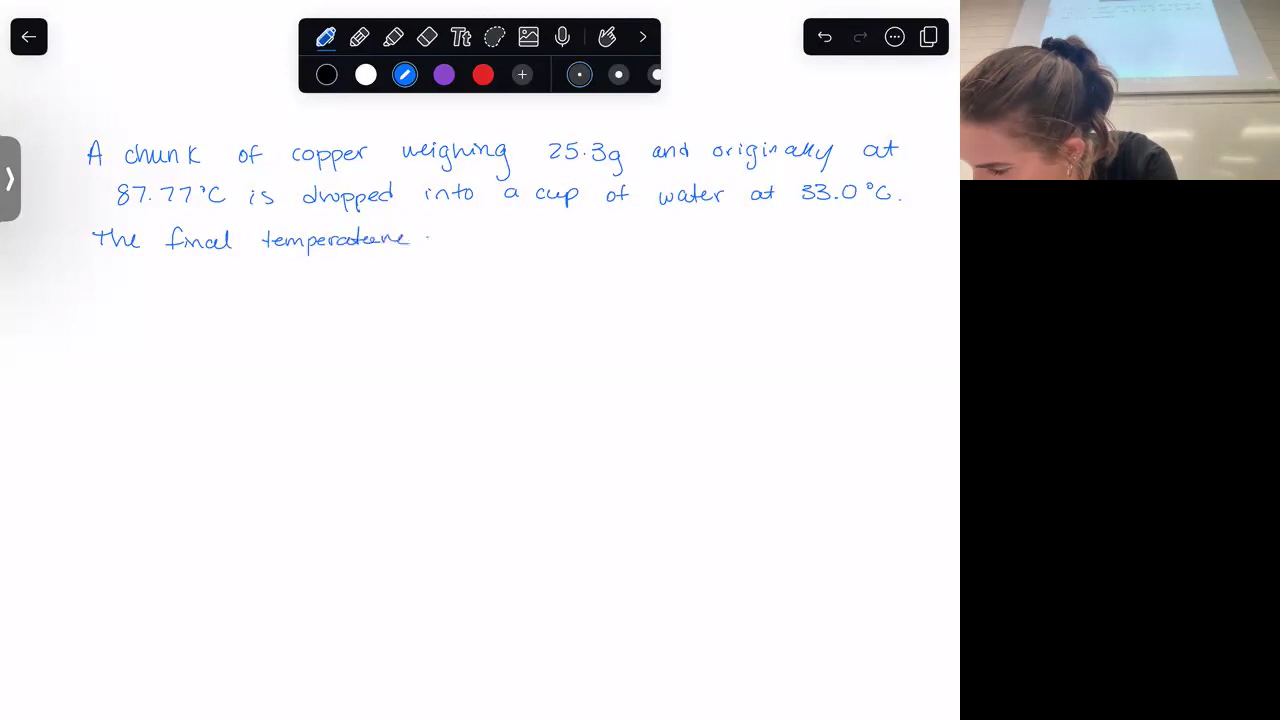 Tt
A chunk of copper weighing 25.3g and originally at
87.77°C is dropped into a cup of water at 33.0°C.
The final temperature